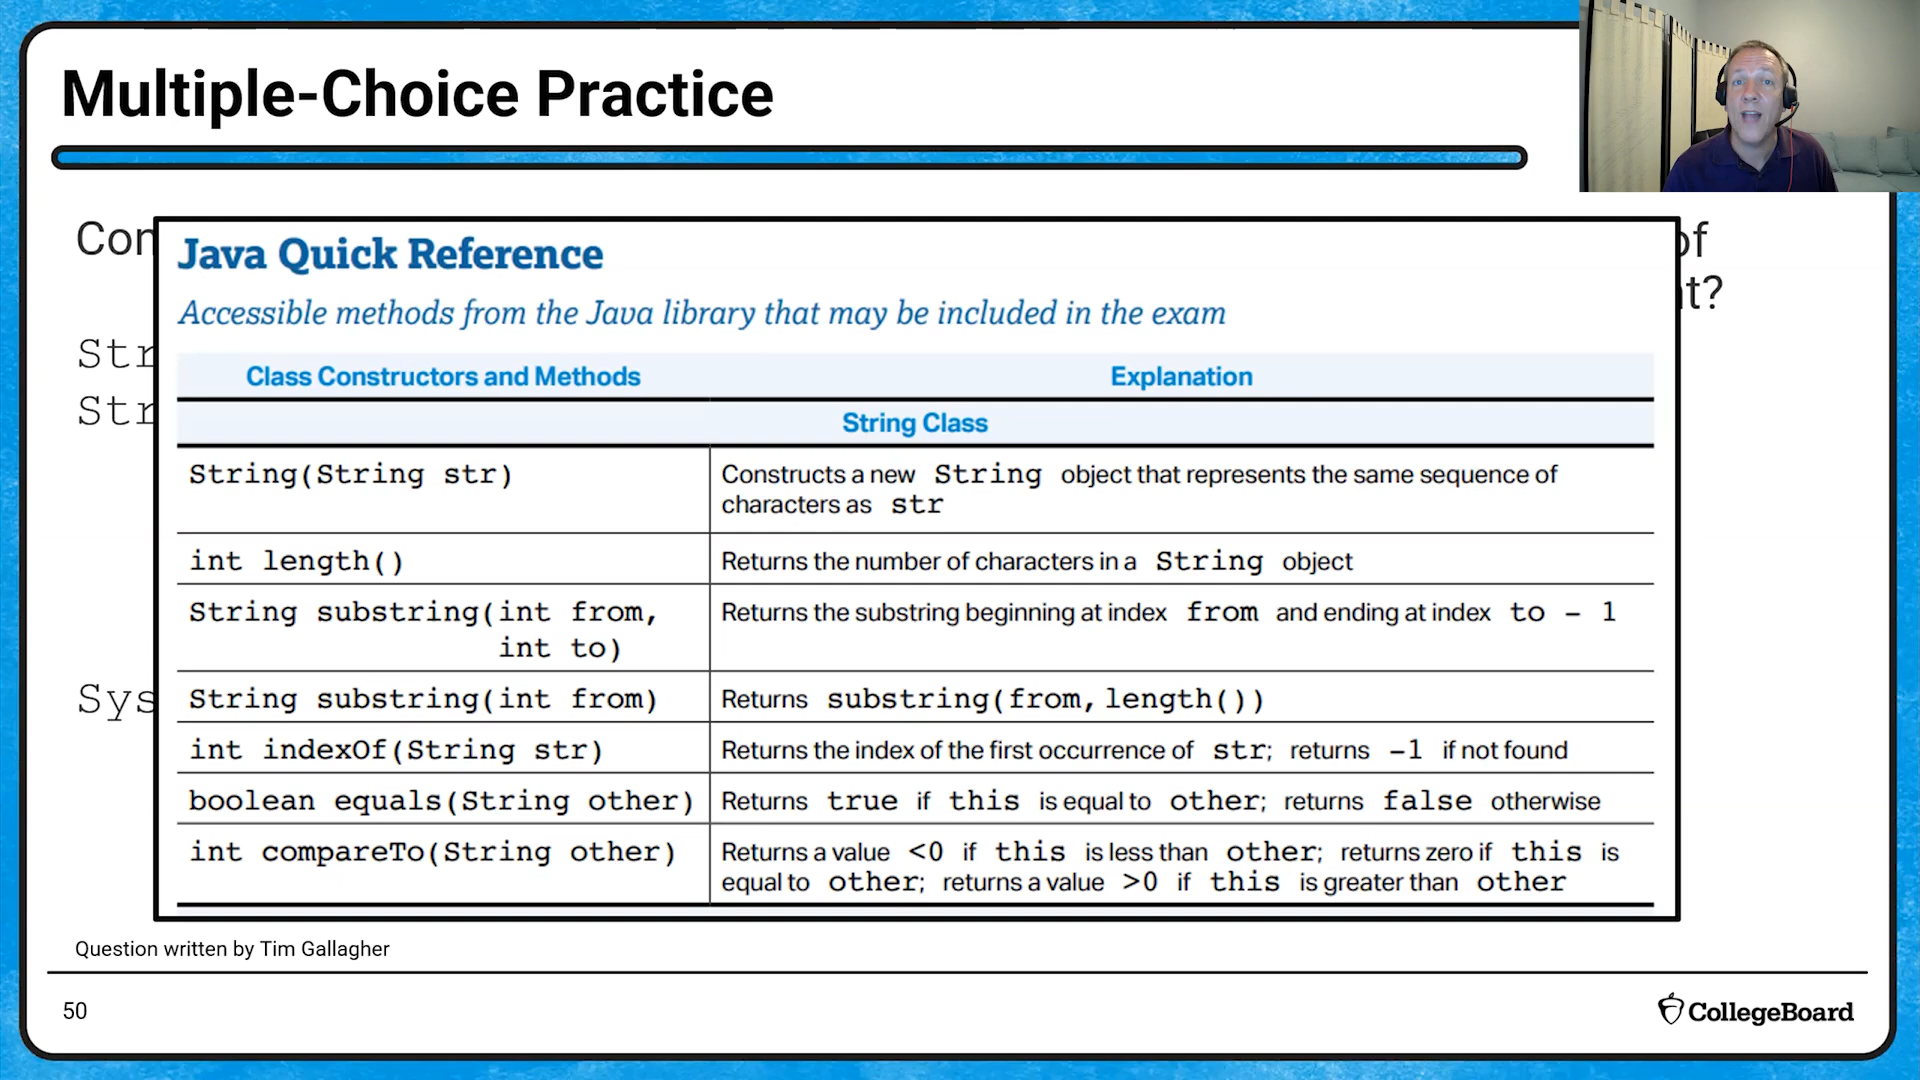 Multiple-Choice Practice
Java Quick Reference
Accessible methods from the Java library that may be included in the exam
Class Constructors and Methods Explanation
String Class
String(String str) Constructs a new String object that represents the same sequence of
characters as str
int length() Returns the number of characters in a String object
String substring(int from, Returns the substring beginning at index from and ending at index to - 1
int to)
String substring(int from) Returns substring(from, length())
int indexOf(String str) Returns the index of the first occurrence of str; returns -1 if not found
boolean equals(String other) Returns true if this is equal to other; returns false otherwise
int compareTo(String other) Returns a value <0 if this is less than other; returns zero if this is
equal to other; returns a value >0 if this is greater than other
Con
of
t?
Str
Str
Sys
Question written by Tim Gallagher
50
CollegeBoard